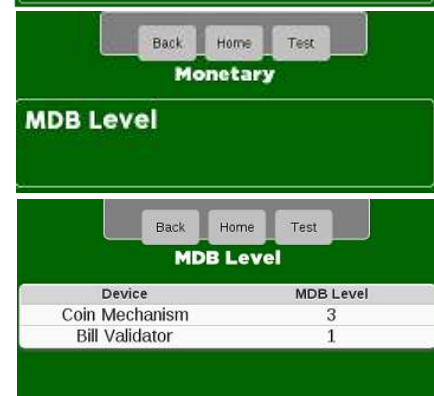 Back Home Test
Monetary
MDB Level
Back Home Test
MDB Level
Device MDB Level
Coin Mechanism 3
Bill Validator 1